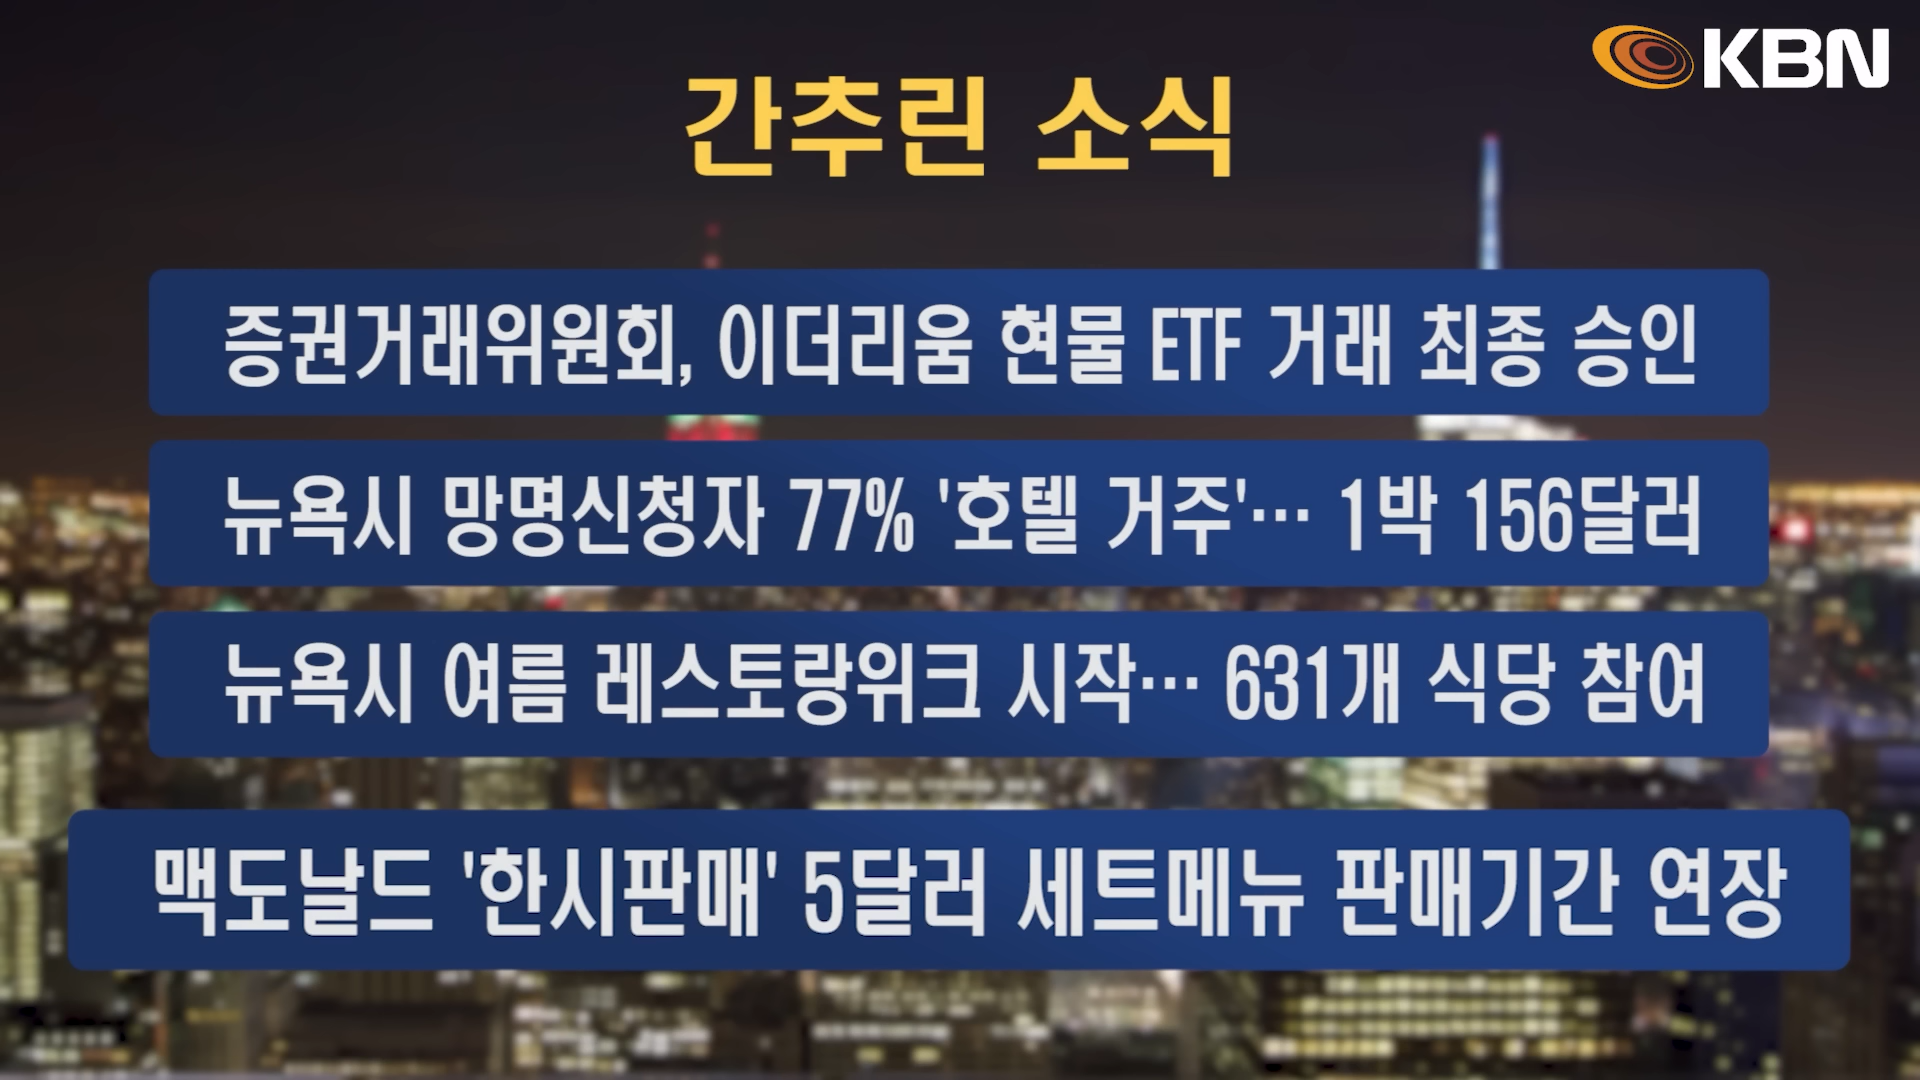 KBN
간추린 소식
증권거래위원회, 이더리움 현물 ETF 거래 최종 승인
뉴욕시 망명신청자 77% '호텔 거주'… 1박 156달러
뉴욕시 여름 레스토랑위크 시작… 631개 식당 참여
맥도날드 '한시판매' 5달러 세트메뉴 판매기간 연장